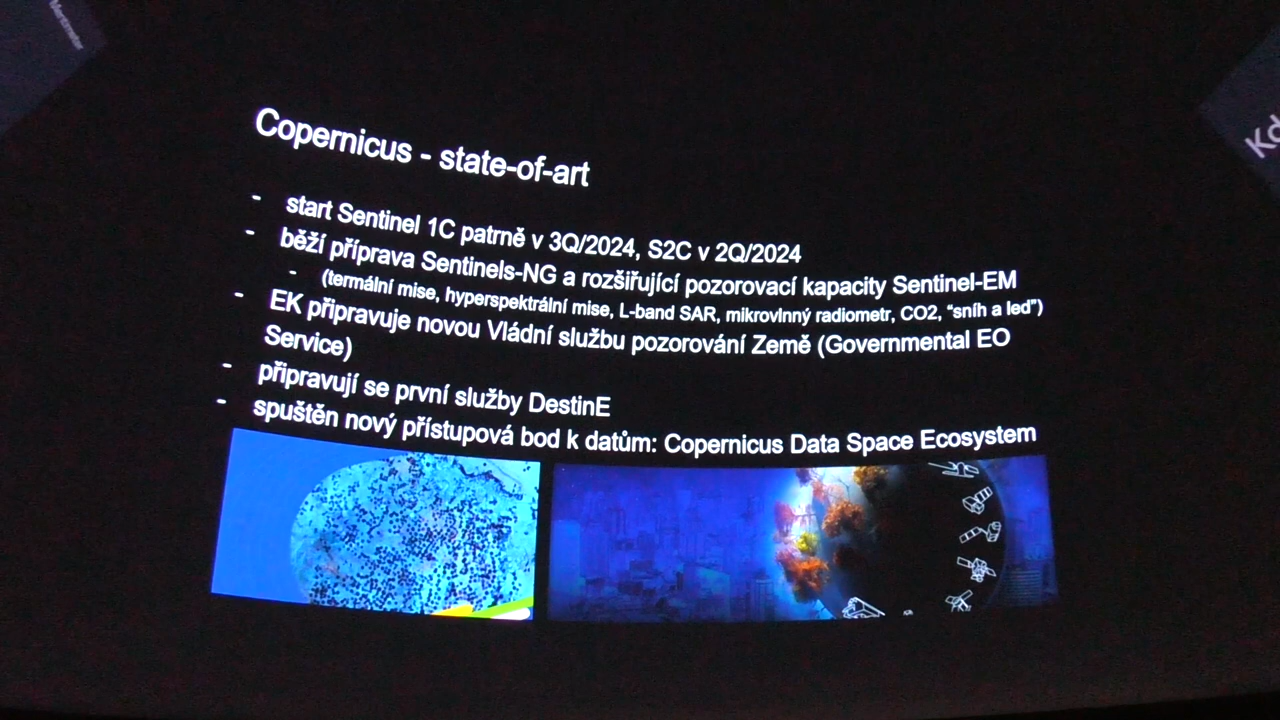 Copernicus - state-of-art
- start Sentinel 1C patrně v 3Q/2024, S2C v 2Q/2024
- běží příprava Sentinels-NG a rozšiřující pozorovací kapacity Sentinel-EM
- (termální mise, hyperspektrální mise, L-band SAR, mikrovlnný radiometr, CO2, “sníh a led”)
- EK připravuje novou Vládní službu pozorování Země (Governmental EO
Service)
- připravují se první služby DestinE
- spuštěn nový přístupová bod k datům: Copernicus Data Space Ecosystem